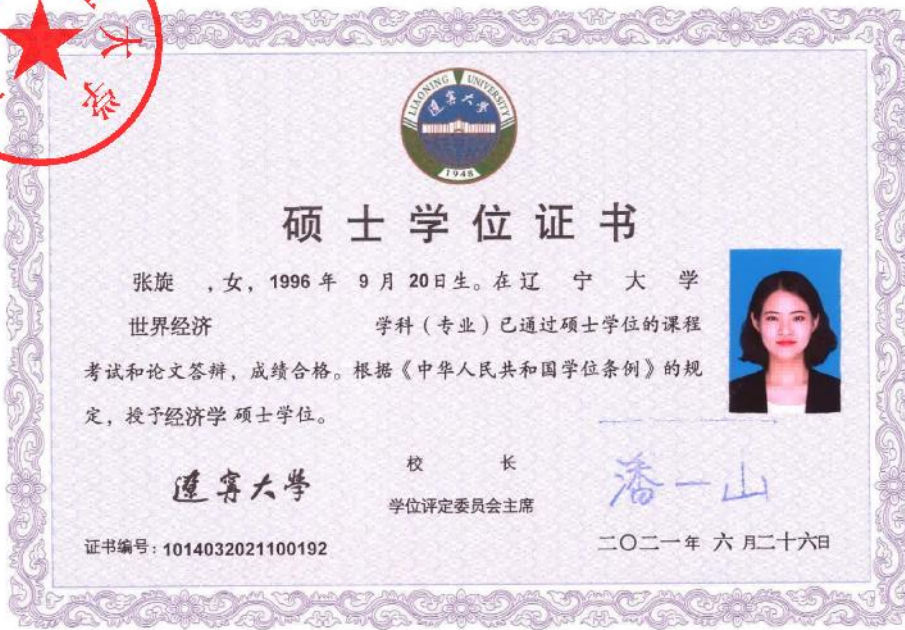 大学
LIAONING UNIVERSITY
遼寧大學
1948
硕士学位证书
张旋 ,女, 1996 年 9 月 20日生。在辽宁大学
世界经济 学科(专业)已通过硕士学位的课程
考试和论文答辩,成绩合格。根据《中华人民共和国学位条例》的规
定,授予经济学 硕士学位。
遼寧大學
校长
潘一山
学位评定委员会主席
证书编号:1014032021100192
二〇二一年 六 月二十六日